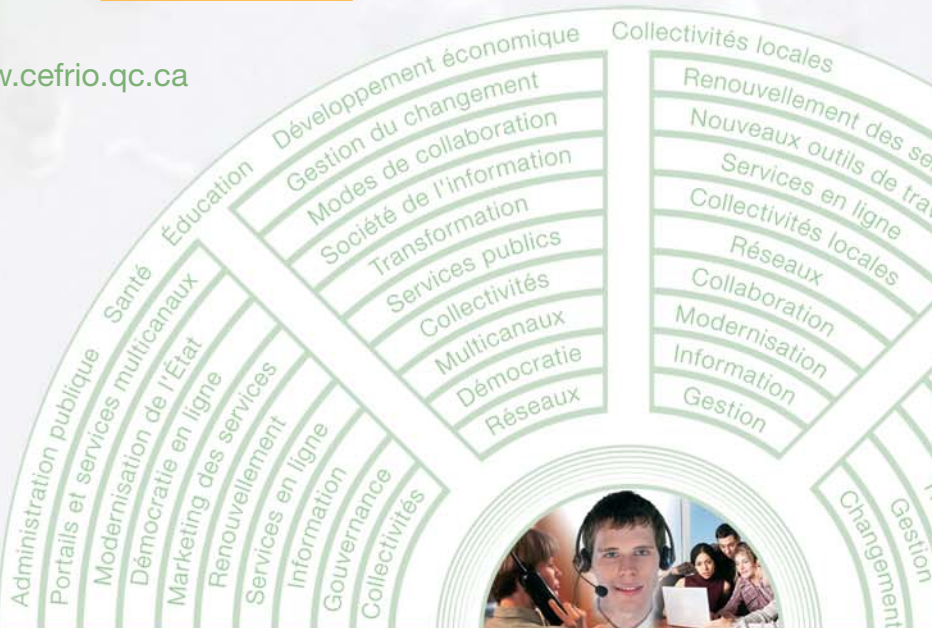 w.cefrio.qc.ca
Administration publique
Santé
Éducation
Développement économique
Collectivités locales
Portails et services multicanaux
Modernisation de l'État
Démocratie en ligne
Marketing des services
Renouvellement
Services en ligne
Information
Gouvernance
Collectivités
Gestion du changement
Modes de collaboration
Société de l'information
Transformation
Services publics
Collectivités
Multicanaux
Démocratie
Réseaux
Renouvellement des se
Nouveaux outils de trav
Services en ligne
Collectivités locales
Réseaux
Collaboration
Modernisation
Information
Gestion
Changement
Gestion